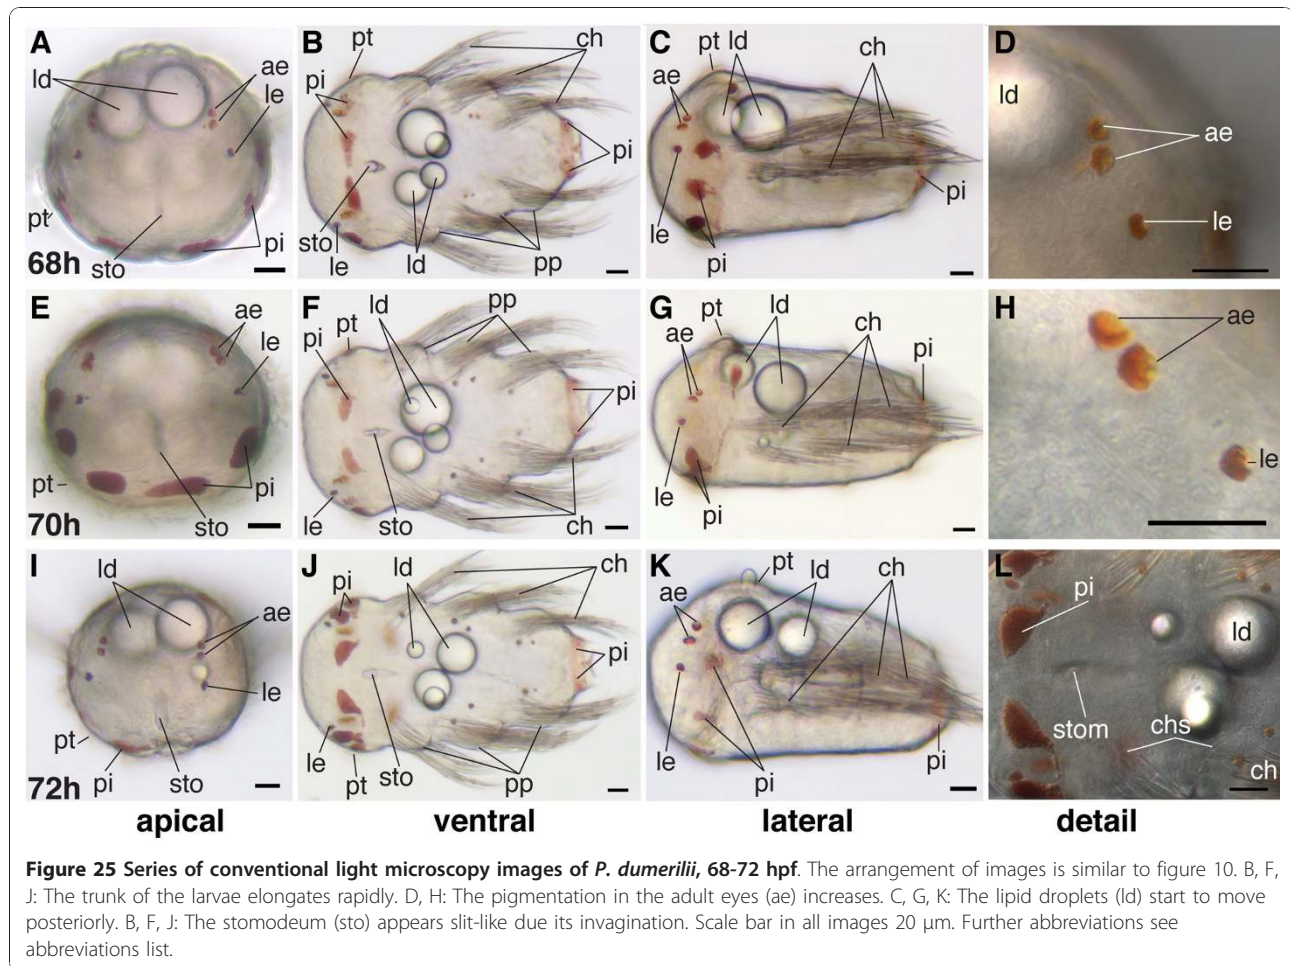 A
ld
ae
le
pt
pi
sto
68h
B
pt
pi
ch
pi
sto
le
ld
pp
C
pt
ld
ae
ch
le
pi
pi
D
ld
ae
le
E
ae
le
pt
pi
sto
70h
F
ld
pp
pi
pt
pi
le
sto
ch
G
pt
ld
ae
ch
pi
le
pi
H
ae
le
I
ld
ae
le
pt
pi
sto
72h
J
pi
ld
ch
pi
le
pt
sto
pp
K
pt
ld
ch
ae
le
pi
pi
L
pi
ld
stom
chs
ch
apical ventral lateral detail
Figure 25 Series of conventional light microscopy images of P. dumerilii, 68-72 hpf. The arrangement of images is similar to figure 10. B, F,
J: The trunk of the larvae elongates rapidly. D, H: The pigmentation in the adult eyes (ae) increases. C, G, K: The lipid droplets (ld) start to move
posteriorly. B, F, J: The stomodeum (sto) appears slit-like due its invagination. Scale bar in all images 20 μm. Further abbreviations see
abbreviations list.